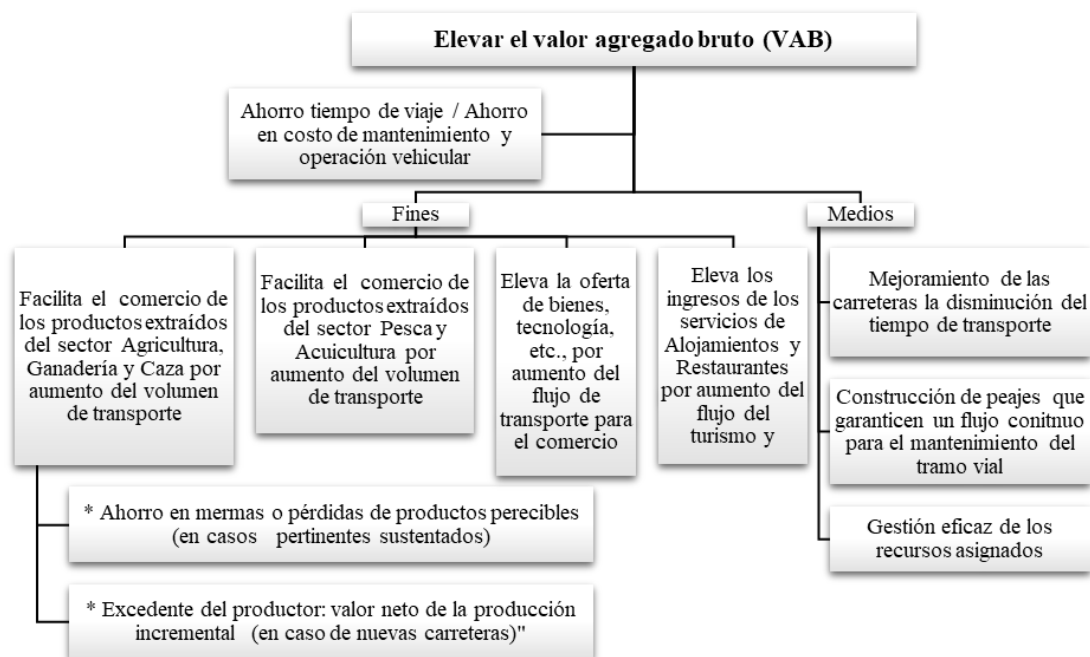 Elevar el valor agregado bruto (VAB)
Ahorro tiempo de viaje / Ahorro
en costo de mantenimiento y
operación vehicular
Fines
Medios
Facilita el comercio de
los productos extraídos
del sector Agricultura,
Ganadería y Caza por
aumento del volumen
de transporte
Facilita el comercio de
los productos extraídos
del sector Pesca y
Acuicultura por
aumento del volumen
de transporte
Eleva la oferta
de bienes,
tecnología,
etc., por
aumento del
flujo de
transporte para
el comercio
Eleva los
ingresos de los
servicios de
Alojamientos y
Restaurantes
por aumento del
flujo del
turismo y
Mejoramiento de las
carreteras la disminución del
tiempo de transporte
Construcción de peajes que
garanticen un flujo conitnuo
para el mantenimiento del
tramo vial
Gestión eficaz de los
recursos asignados
* Ahorro en mermas o pérdidas de productos perecibles
(en casos pertinentes sustentados)
* Excedente del productor: valor neto de la producción
incremental (en caso de nuevas carreteras)"